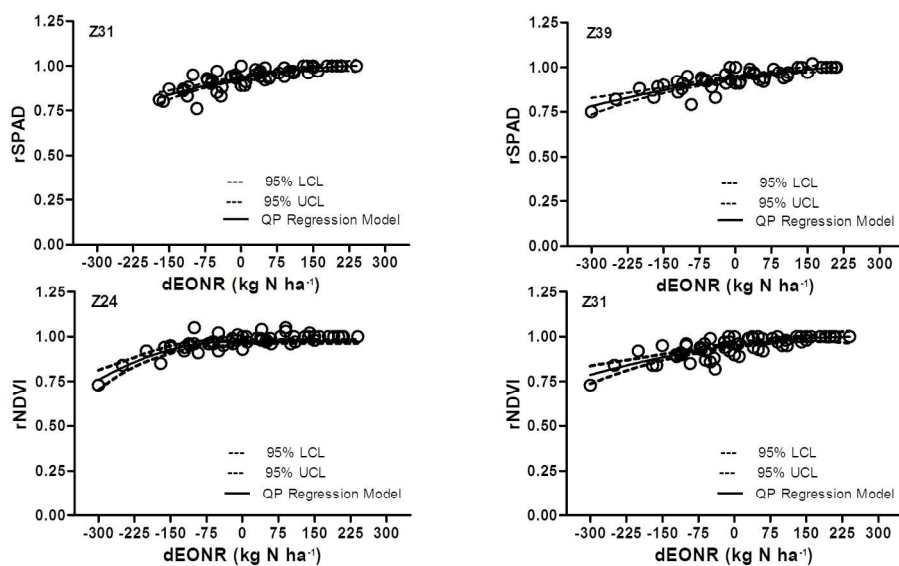 Z31
1.25
1.00
0.75
0.50
0.25
0.00
rSPAD
95% LCL
95% UCL
QP Regression Model
-300 -225 -150 -75 0 75 150 225 300
dEONR (kg N ha⁻¹)
Z39
1.25
1.00
0.75
0.50
0.25
0.00
rSPAD
95% LCL
95% UCL
QP Regression Model
-300 -225 -150 -75 0 75 150 225 300
dEONR (kg N ha⁻¹)
Z24
1.25
1.00
0.75
0.50
0.25
0.00
rNDVI
95% LCL
95% UCL
QP Regression Model
-300 -225 -150 -75 0 75 150 225 300
dEONR (kg N ha⁻¹)
Z31
1.25
1.00
0.75
0.50
0.25
0.00
rNDVI
95% LCL
95% UCL
QP Regression Model
-300 -225 -150 -75 0 75 150 225 300
dEONR (kg N ha⁻¹)